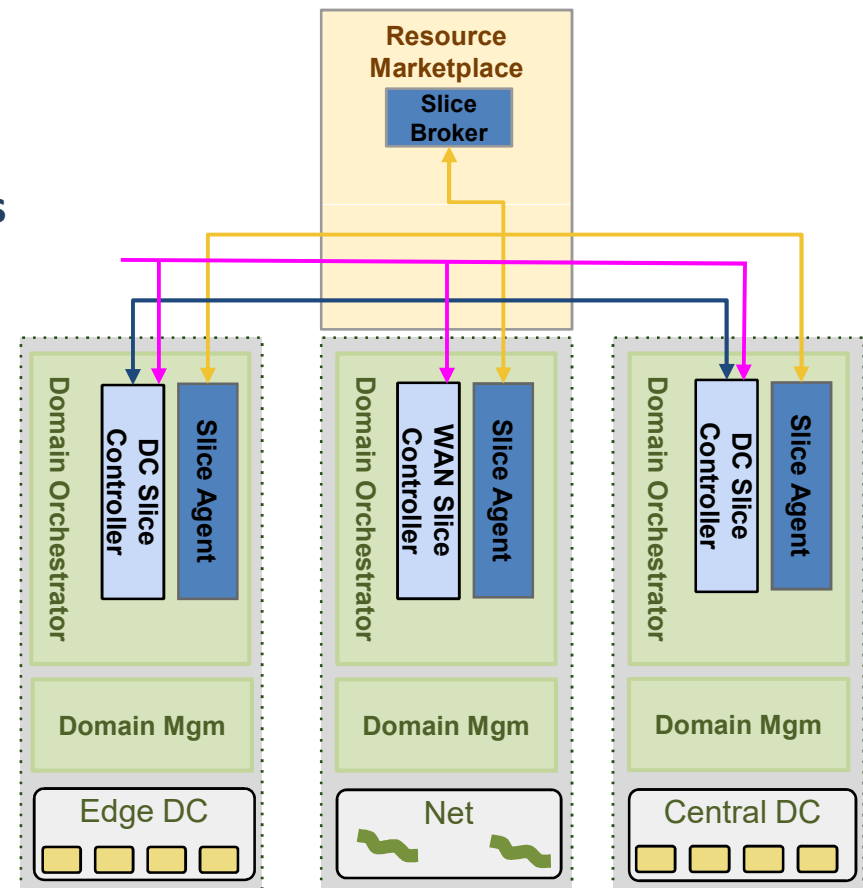 Resource
Marketplace
Slice
Broker
s
Domain Orchestrator
DC Slice
Controller
Slice Agent
Domain Orchestrator
WAN Slice
Controller
Slice Agent
Domain Orchestrator
DC Slice
Controller
Slice Agent
Domain Mgm
Domain Mgm
Domain Mgm
Edge DC
Net
Central DC